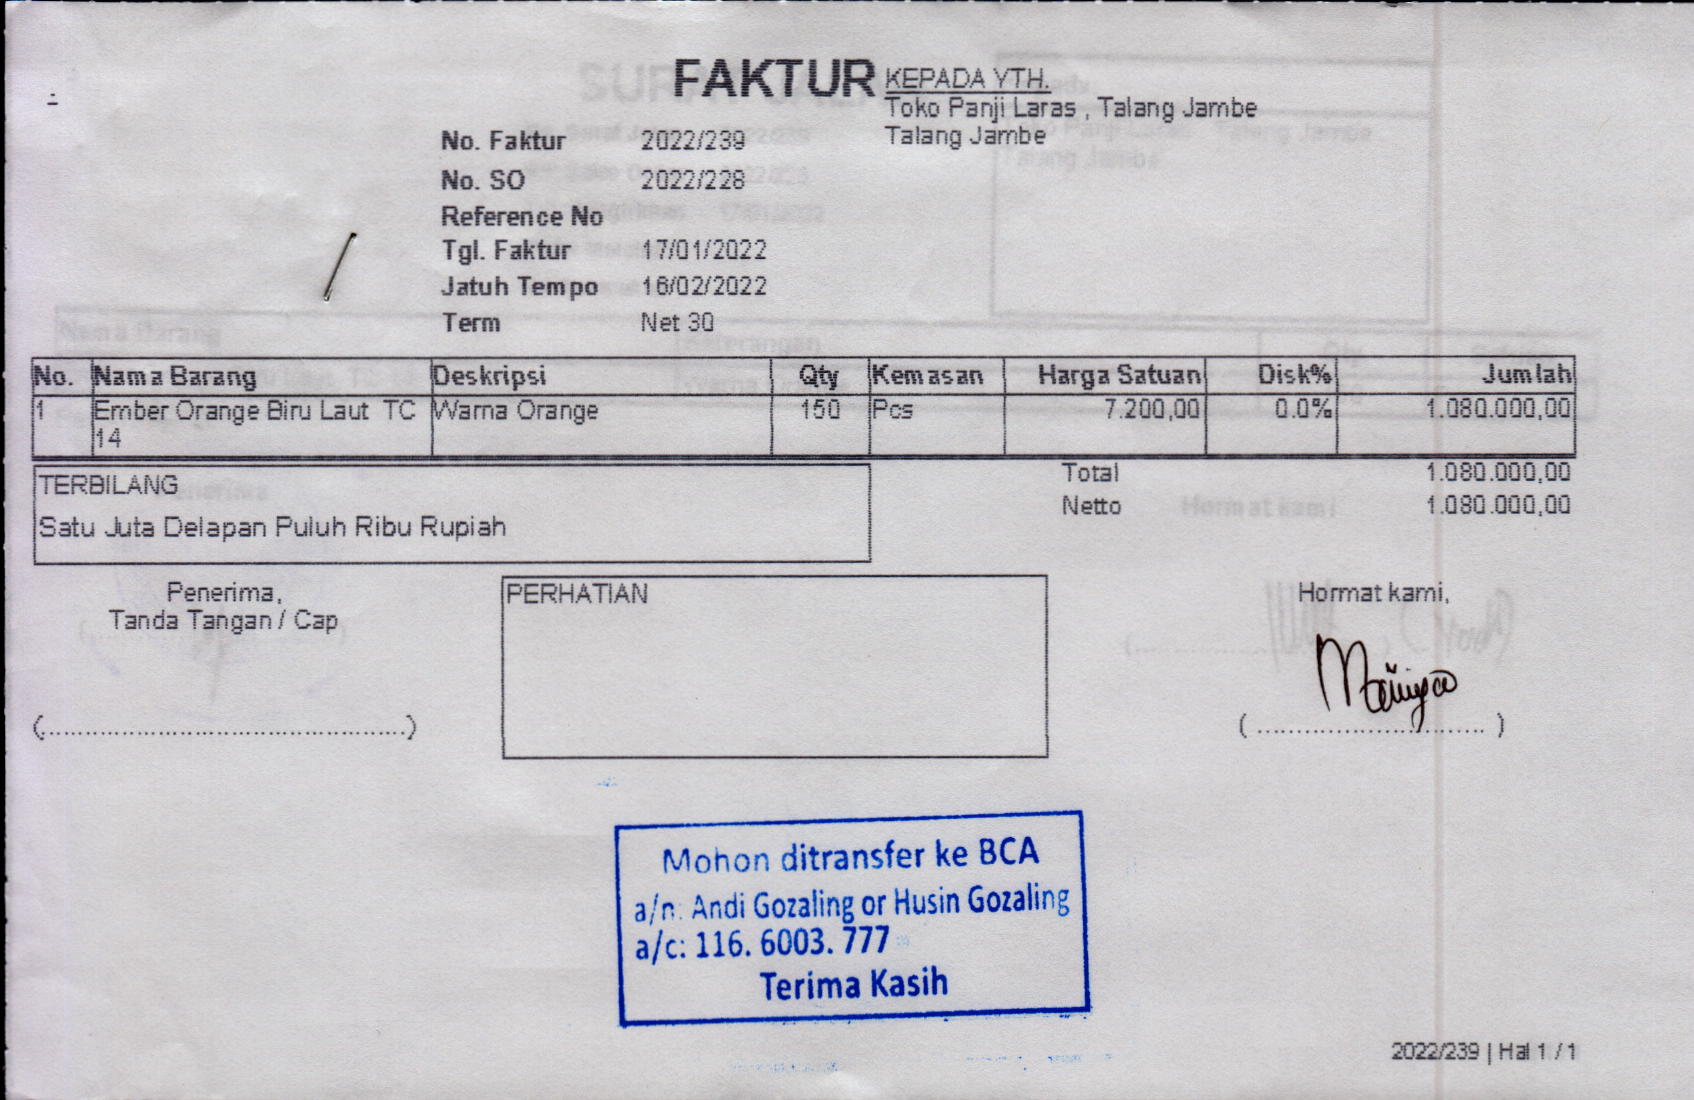 FAKTUR
KEPADA YTH.
Toko Panji Laras , Talang Jambe
Talang Jambe
No. Faktur 2022/239
No. SO 2022/228
Reference No
Tgl. Faktur 17/01/2022
Jatuh Tempo 16/02/2022
Term Net 30
No. Nama Barang Deskripsi Qty Kemasan Harga Satuan Disk% Jumlah
1 Ember Orange Biru Laut TC Warna Orange 150 Pcs 7.200,00 0.0% 1.080.000,00
14
Total 1.080.000,00
Netto 1.080.000,00
TERBILANG
Satu Juta Delapan Puluh Ribu Rupiah
Penerima,
Tanda Tangan / Cap
(................................................)
PERHATIAN
Hormat kami,
( ............................. )
Mohon ditransfer ke BCA
a/n. Andi Gozaling or Husin Gozaling
a/c: 116. 6003. 777
Terima Kasih
2022/239 | Hal 1 / 1